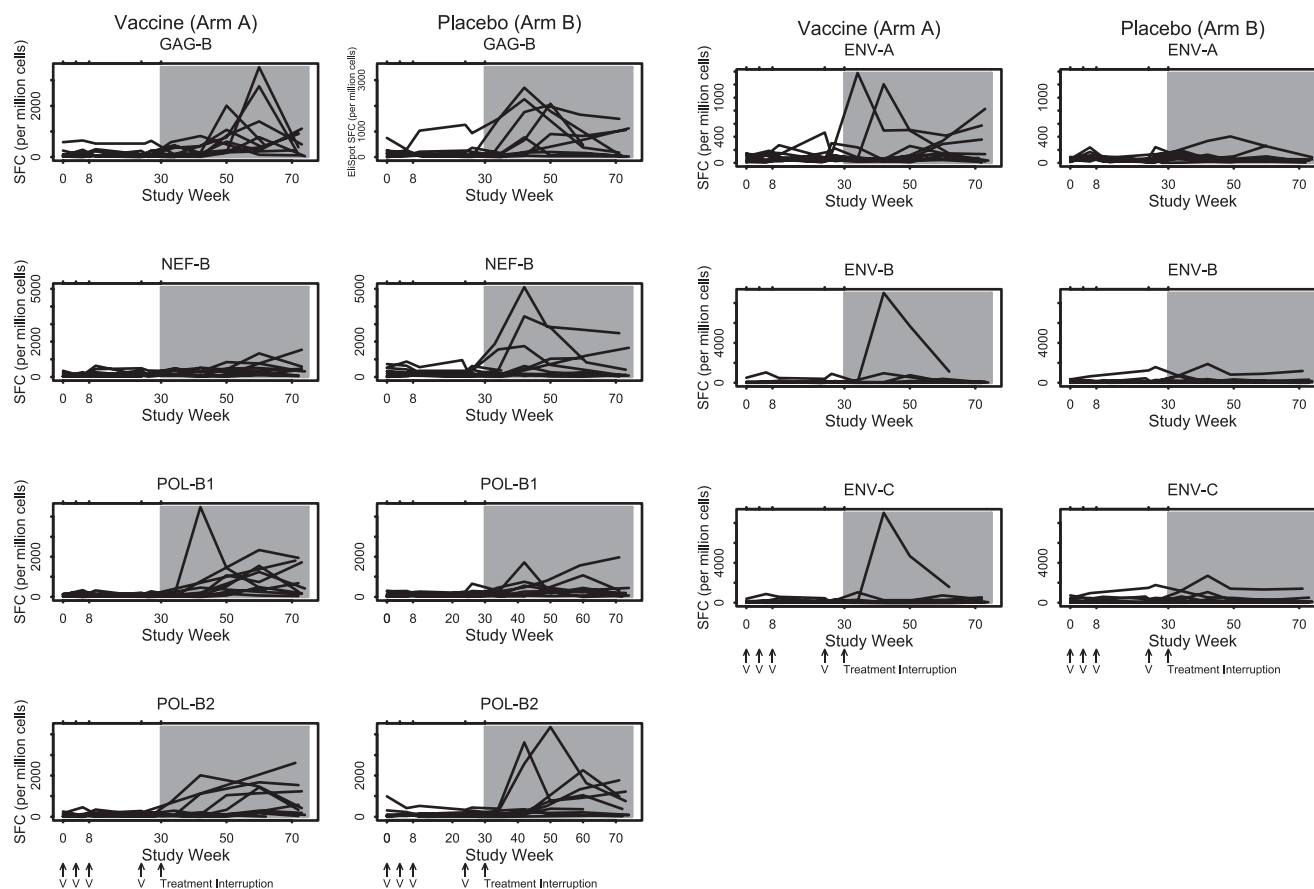 Vaccine (Arm A)
GAG-B
SFC (per million cells)
0 2000
0 8 30 50 70
Study Week
Placebo (Arm B)
GAG-B
ElISpot SFC (per million cells)
0 1000 3000
0 8 30 50 70
Study Week
NEF-B
SFC (per million cells)
0 2000 5000
0 8 30 50 70
Study Week
NEF-B
0 2000 5000
0 8 30 50 70
Study Week
POL-B1
SFC (per million cells)
0 2000
0 8 30 50 70
Study Week
POL-B1
0 2000
0 8 30 50 70
Study Week
POL-B2
SFC (per million cells)
0 2000
0 8 30 50 70
Study Week
V V V V Treatment Interruption
POL-B2
0 2000
0 8 20 30 40 50 60 70
Study Week
V V V V Treatment Interruption
Vaccine (Arm A)
ENV-A
SFC (per million cells)
0 400 1000
0 8 30 50 70
Study Week
Placebo (Arm B)
ENV-A
0 400 1000
0 8 30 50 70
Study Week
ENV-B
SFC (per million cells)
0 4000
0 8 30 50 70
Study Week
ENV-B
0 4000
0 8 30 50 70
Study Week
ENV-C
SFC (per million cells)
0 4000
0 8 30 50 70
Study Week
V V V V Treatment Interruption
ENV-C
0 4000
0 8 30 50 70
Study Week
V V V V Treatment Interruption